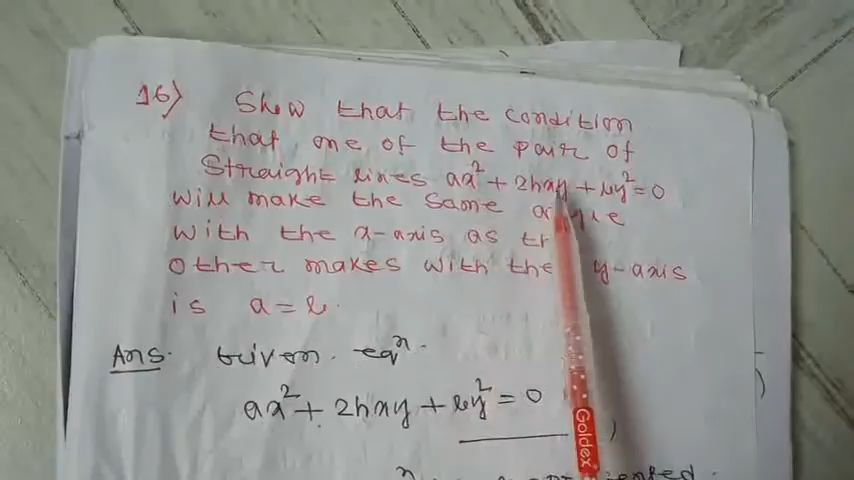 16) Show that the condition
that one of the pair of
straight lines ax² + 2hxy + by² = 0
will make the same
with the x-axis as
other makes with the y-axis
is a = b.
Ans. Given eqⁿ.
ax² + 2hxy + by² = 0
Goldex